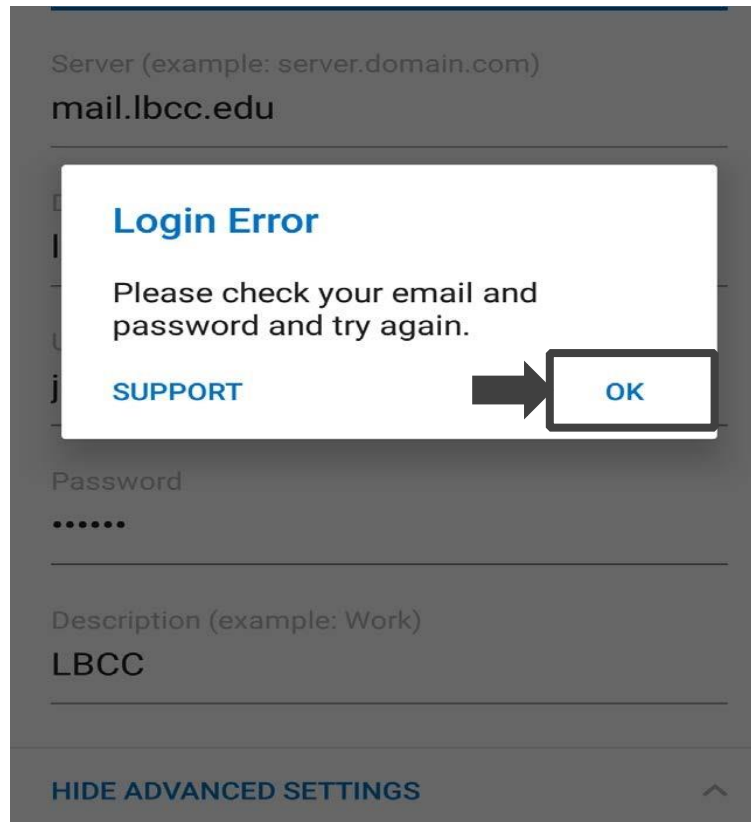 Server (example: server.domain.com)
mail.lbcc.edu
Login Error
Please check your email and
password and try again.
SUPPORT
OK
Password
••••••
Description (example: Work)
LBCC
HIDE ADVANCED SETTINGS